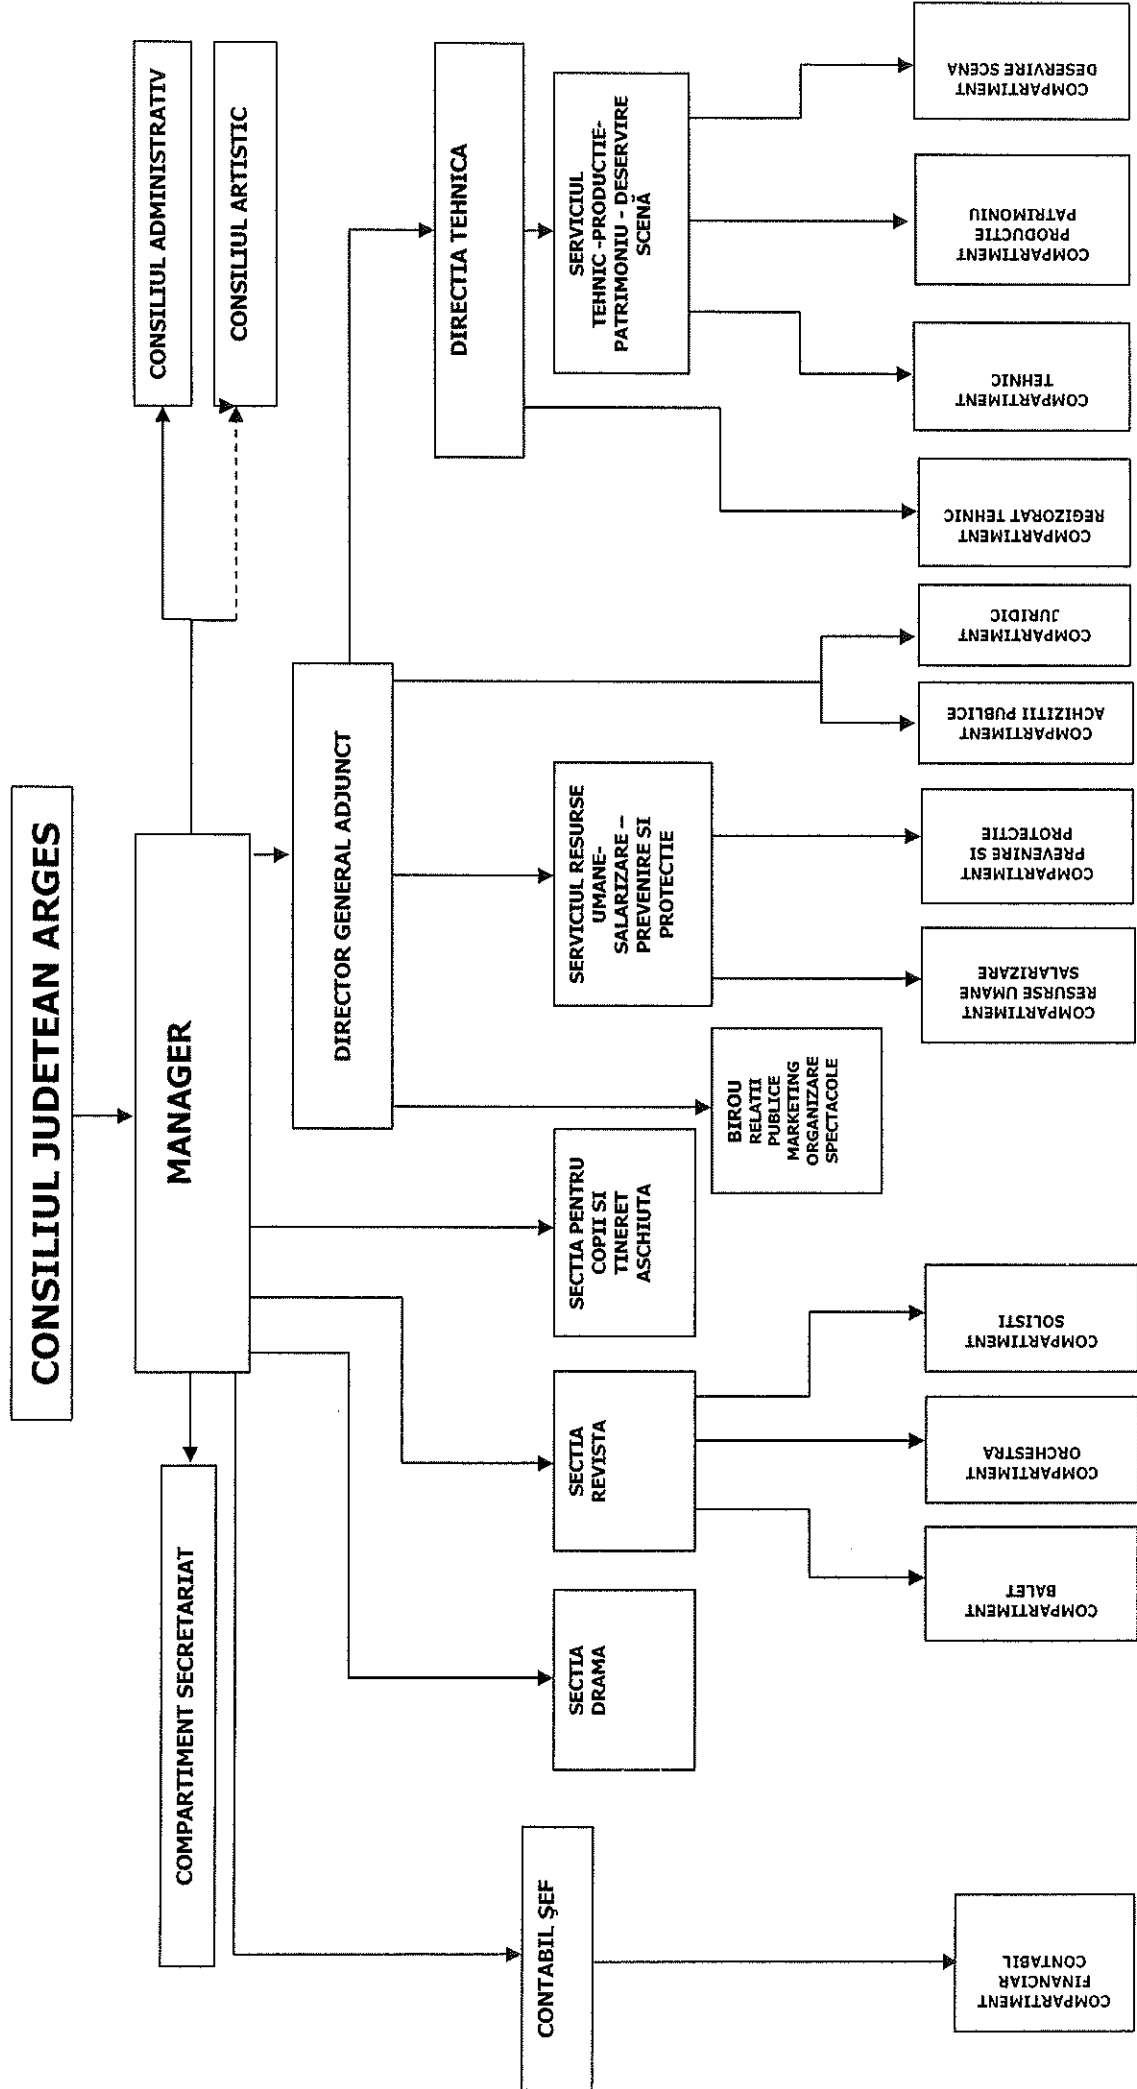 CONSILIUL JUDETEAN ARGES
MANAGER
CONSILIUL ADMINISTRATIV
CONSILIUL ARTISTIC
COMPARTIMENT SECRETARIAT
DIRECTOR GENERAL ADJUNCT
DIRECTIA TEHNICA
CONTABIL ŞEF
SECTIA
DRAMA
SECTIA
REVISTA
SECTIA PENTRU
COPII SI
TINERET
ASCHIUTA
BIROU
RELATII
PUBLICE
MARKETING
ORGANIZARE
SPECTACOLE
SERVICIUL RESURSE
UMANE-
SALARIZARE –
PREVENIRE SI
PROTECTIE
SERVICIUL
TEHNIC -PRODUCTIE-
PATRIMONIU - DESERVIRE
SCENĂ
COMPARTIMENT
FINANCIAR
CONTABIL
COMPARTIMENT
BALET
COMPARTIMENT
ORCHESTRA
COMPARTIMENT
SOLISTI
COMPARTIMENT
RESURSE UMANE
SALARIZARE
COMPARTIMENT
PREVENIRE SI
PROTECTIE
COMPARTIMENT
ACHIZITII PUBLICE
COMPARTIMENT
JURIDIC
COMPARTIMENT
REGIZORAT TEHNIC
COMPARTIMENT
TEHNIC
COMPARTIMENT
PRODUCTIE
PATRIMONIU
COMPARTIMENT
DESERVIRE SCENA